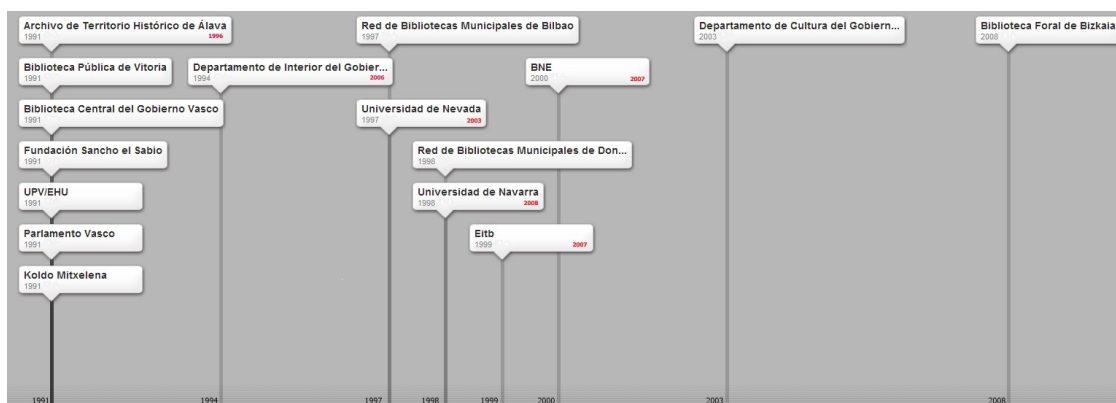 Archivo de Territorio Histórico de Álava
1991 1996
Red de Bibliotecas Municipales de Bilbao
1997
Departamento de Cultura del Gobiern...
2003
Biblioteca Foral de Bizkaia
2008
Biblioteca Pública de Vitoria
1991
Departamento de Interior del Gobier...
1994 2006
BNE
2000 2007
Biblioteca Central del Gobierno Vasco
1991
Universidad de Nevada
1997 2003
Fundación Sancho el Sabio
1991
Red de Bibliotecas Municipales de Don...
1998
UPV/EHU
1991
Universidad de Navarra
1998 2008
Parlamento Vasco
1991
Eitb
1999 2007
Koldo Mitxelena
1991
1991 1994 1997 1998 1999 2000 2003 2008